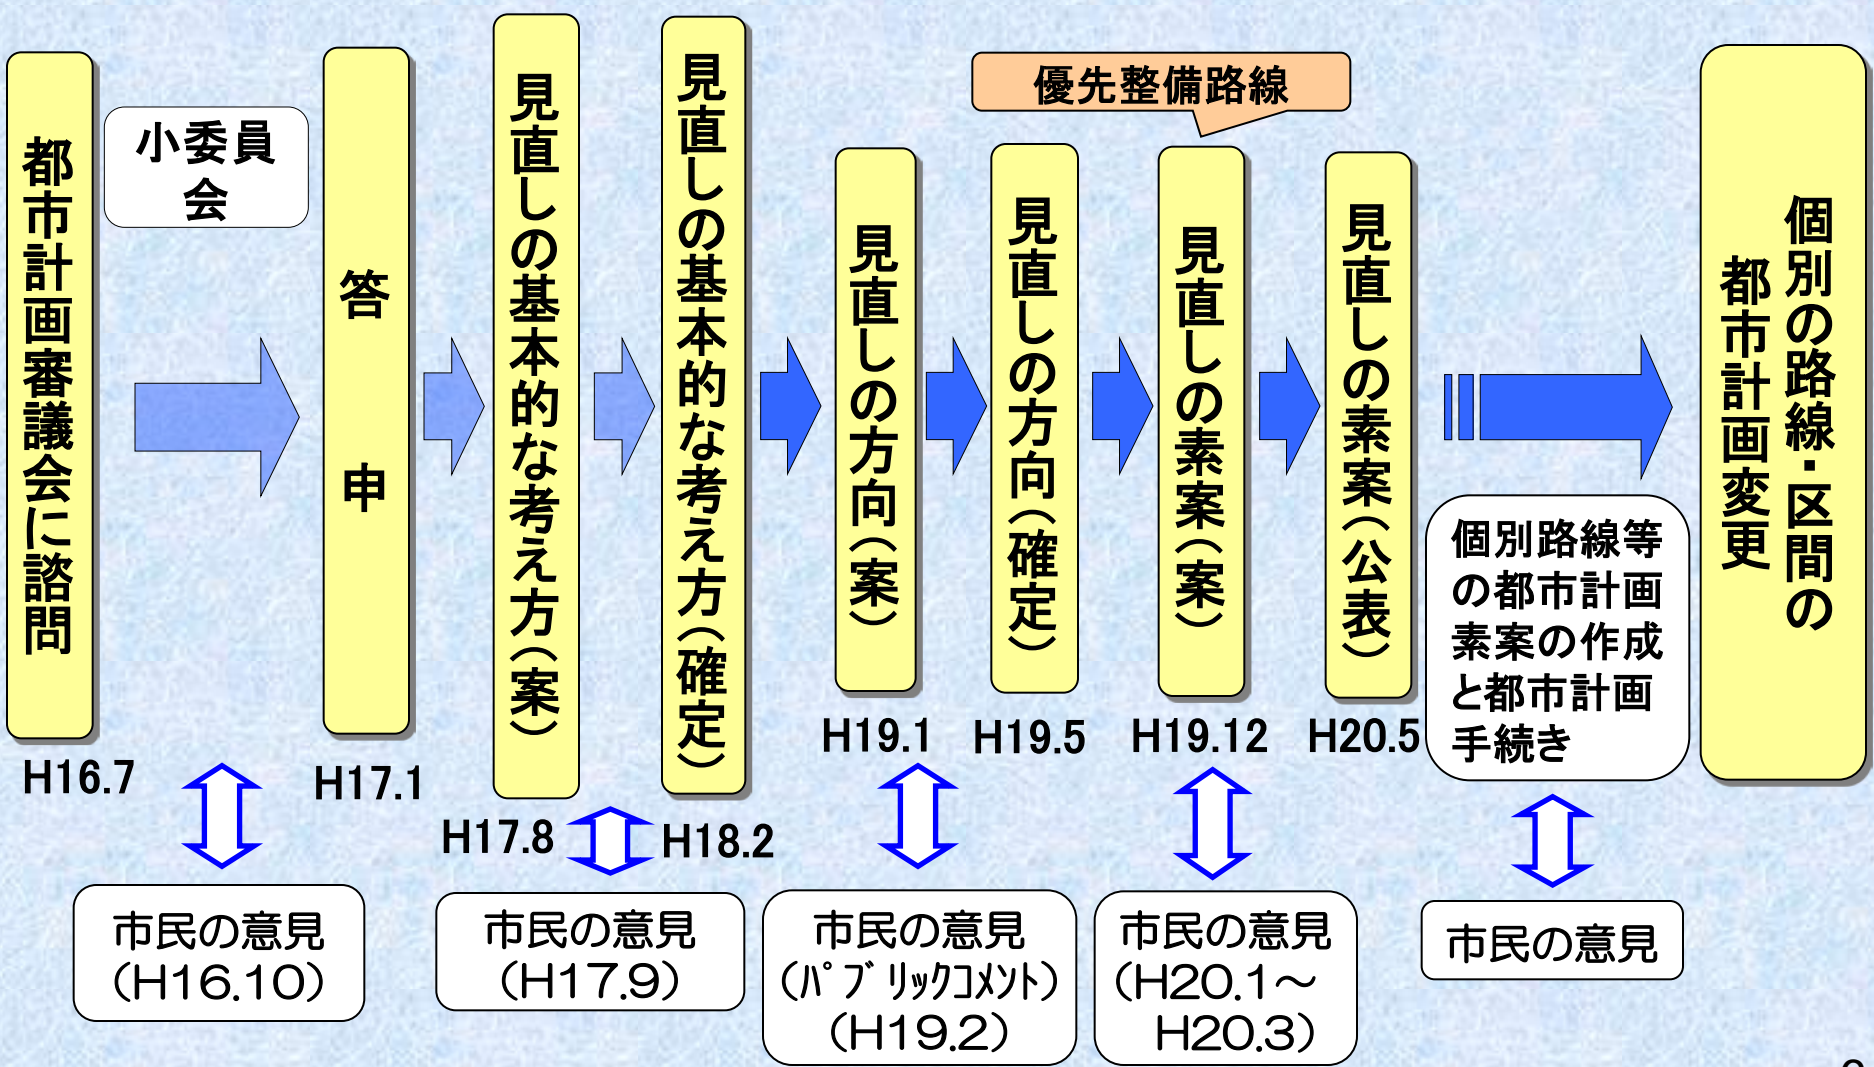 都市計画審議会に諮問
H16.7
小委員
会
市民の意見
（H16.10）
答申
H17.1
見直しの基本的な考え方（案）
H17.8
見直しの基本的な考え方（確定）
H18.2
市民の意見
（H17.9）
見直しの方向（案）
H19.1
市民の意見
（ﾊﾟﾌﾞﾘｯｸｺﾒﾝﾄ）
（H19.2）
見直しの方向（確定）
H19.5
優先整備路線
見直しの素案（案）
H19.12
市民の意見
（H20.1～
H20.3）
見直しの素案（公表）
H20.5
個別路線等
の都市計画
素案の作成
と都市計画
手続き
市民の意見
個別の路線・区間の
都市計画変更